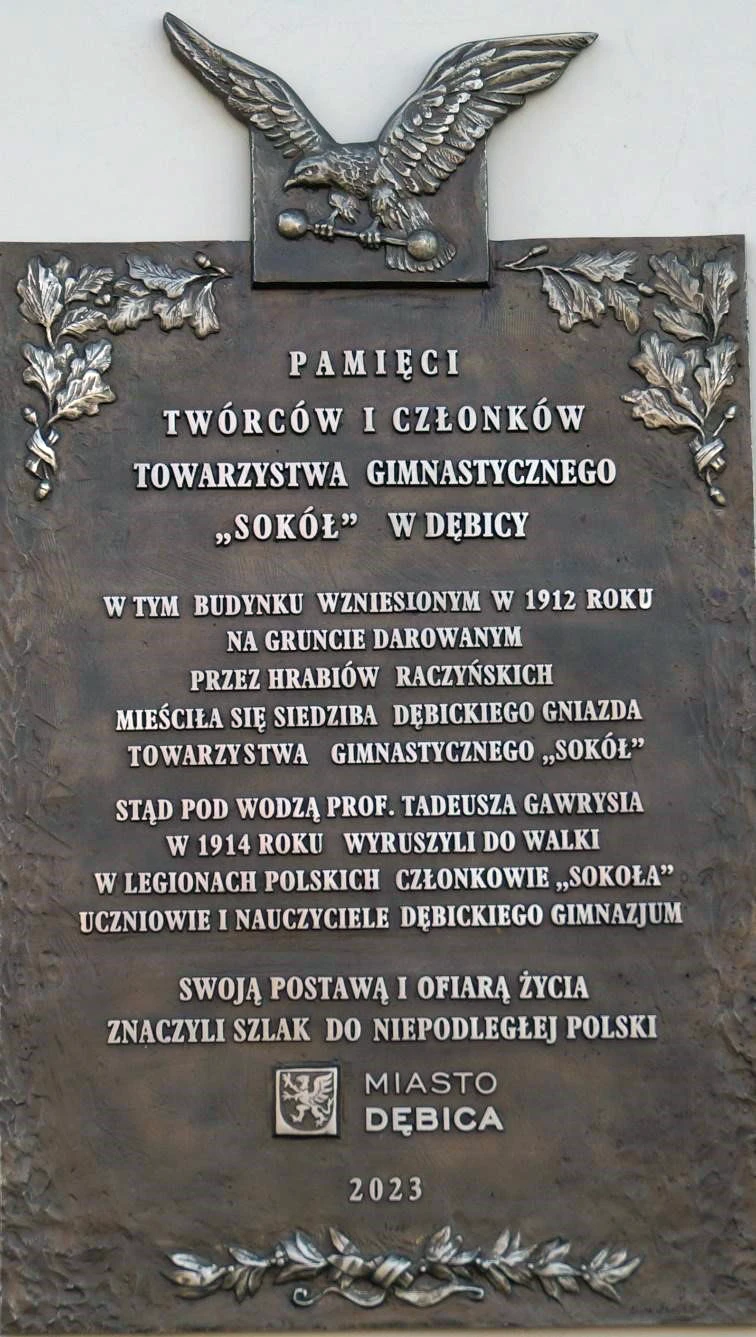 PAMIĘCI
TWÓRCÓW I CZŁONKÓW
TOWARZYSTWA GIMNASTYCZNEGO
„SOKÓŁ” W DĘBICY
W TYM BUDYNKU WZNIESIONYM W 1912 ROKU
NA GRUNCIE DAROWANYM
PRZEZ HRABIÓW RACZYŃSKICH
MIEŚCIŁA SIĘ SIEDZIBA DĘBICKIEGO GNIAZDA
TOWARZYSTWA GIMNASTYCZNEGO „SOKÓŁ”
STĄD POD WODZĄ PROF. TADEUSZA GAWRYSIA
W 1914 ROKU WYRUSZYLI DO WALKI
W LEGIONACH POLSKICH CZŁONKOWIE „SOKOŁA”
UCZNIOWIE I NAUCZYCIELE DĘBICKIEGO GIMNAZJUM
SWOJĄ POSTAWĄ I OFIARĄ ŻYCIA
ZNACZYLI SZLAK DO NIEPODLEGŁEJ POLSKI
MIASTO
DĘBICA
2023